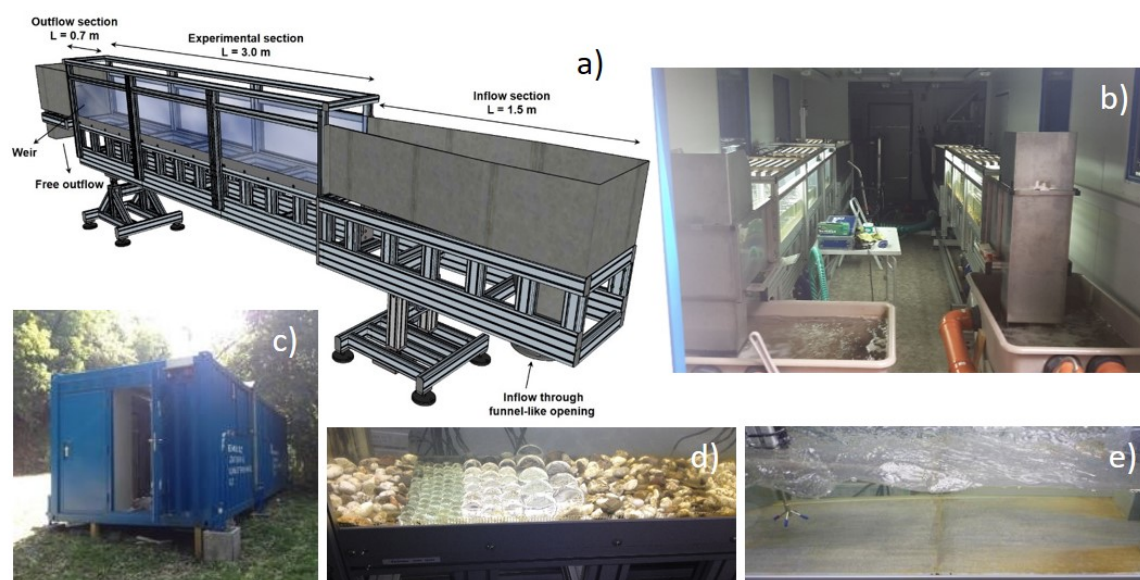 Outflow section
L = 0.7 m
Experimental section
L = 3.0 m
a)
Inflow section
L = 1.5 m
b)
Weir
Free outflow
c)
Inflow through
funnel-like opening
d)
e)